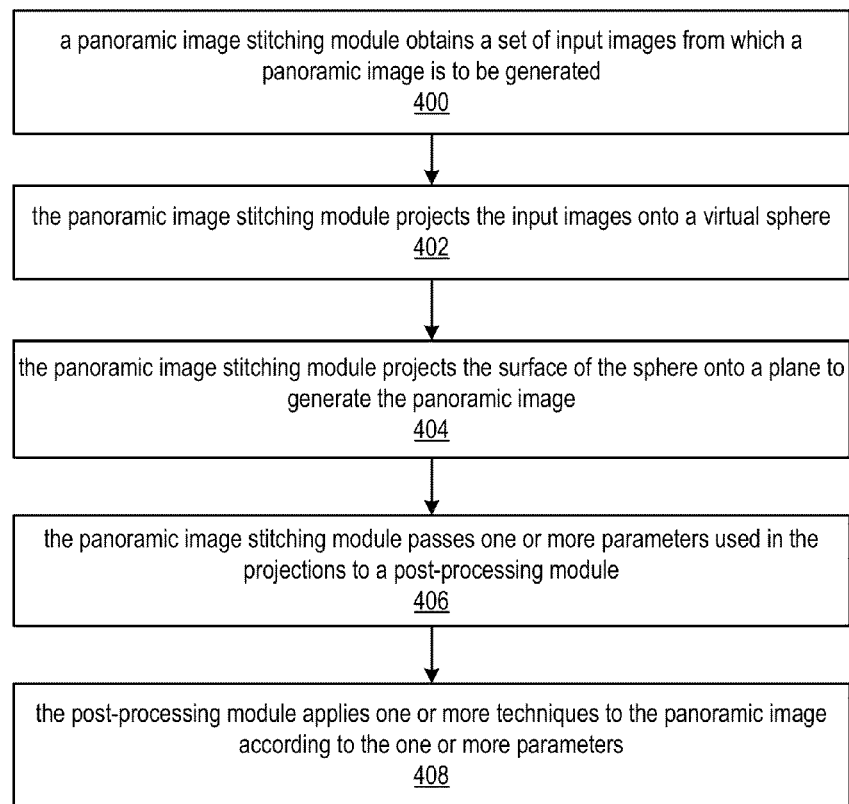 a panoramic image stitching module obtains a set of input images from which a
panoramic image is to be generated
400
the panoramic image stitching module projects the input images onto a virtual sphere
402
the panoramic image stitching module projects the surface of the sphere onto a plane to
generate the panoramic image
404
the panoramic image stitching module passes one or more parameters used in the
projections to a post-processing module
406
the post-processing module applies one or more techniques to the panoramic image
according to the one or more parameters
408